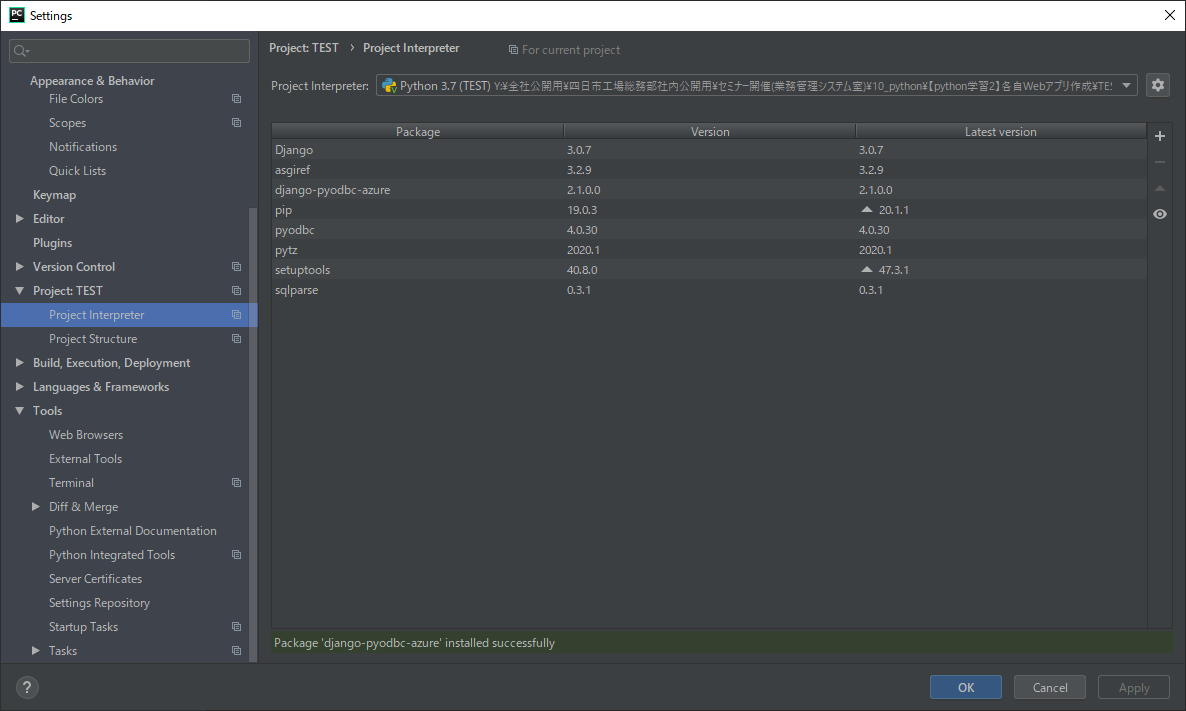 PC Settings
Project: TEST › Project Interpreter For current project
Appearance & Behavior
File Colors
Scopes
Notifications
Quick Lists
Keymap
Editor
Plugins
Version Control
Project: TEST
Project Interpreter
Project Structure
Build, Execution, Deployment
Languages & Frameworks
Tools
Web Browsers
External Tools
Terminal
Diff & Merge
Python External Documentation
Python Integrated Tools
Server Certificates
Settings Repository
Startup Tasks
Tasks
Project Interpreter: Python 3.7 (TEST) Y:¥全社公開用¥四日市工場総務部社内公開用¥セミナー開催(業務管理システム室)¥10_python¥【python学習2】各自Webアプリ作成¥TES
Package Version Latest version
Django 3.0.7 3.0.7
asgiref 3.2.9 3.2.9
django-pyodbc-azure 2.1.0.0 2.1.0.0
pip 19.0.3 20.1.1
pyodbc 4.0.30 4.0.30
pytz 2020.1 2020.1
setuptools 40.8.0 47.3.1
sqlparse 0.3.1 0.3.1
Package 'django-pyodbc-azure' installed successfully
?
OK Cancel Apply